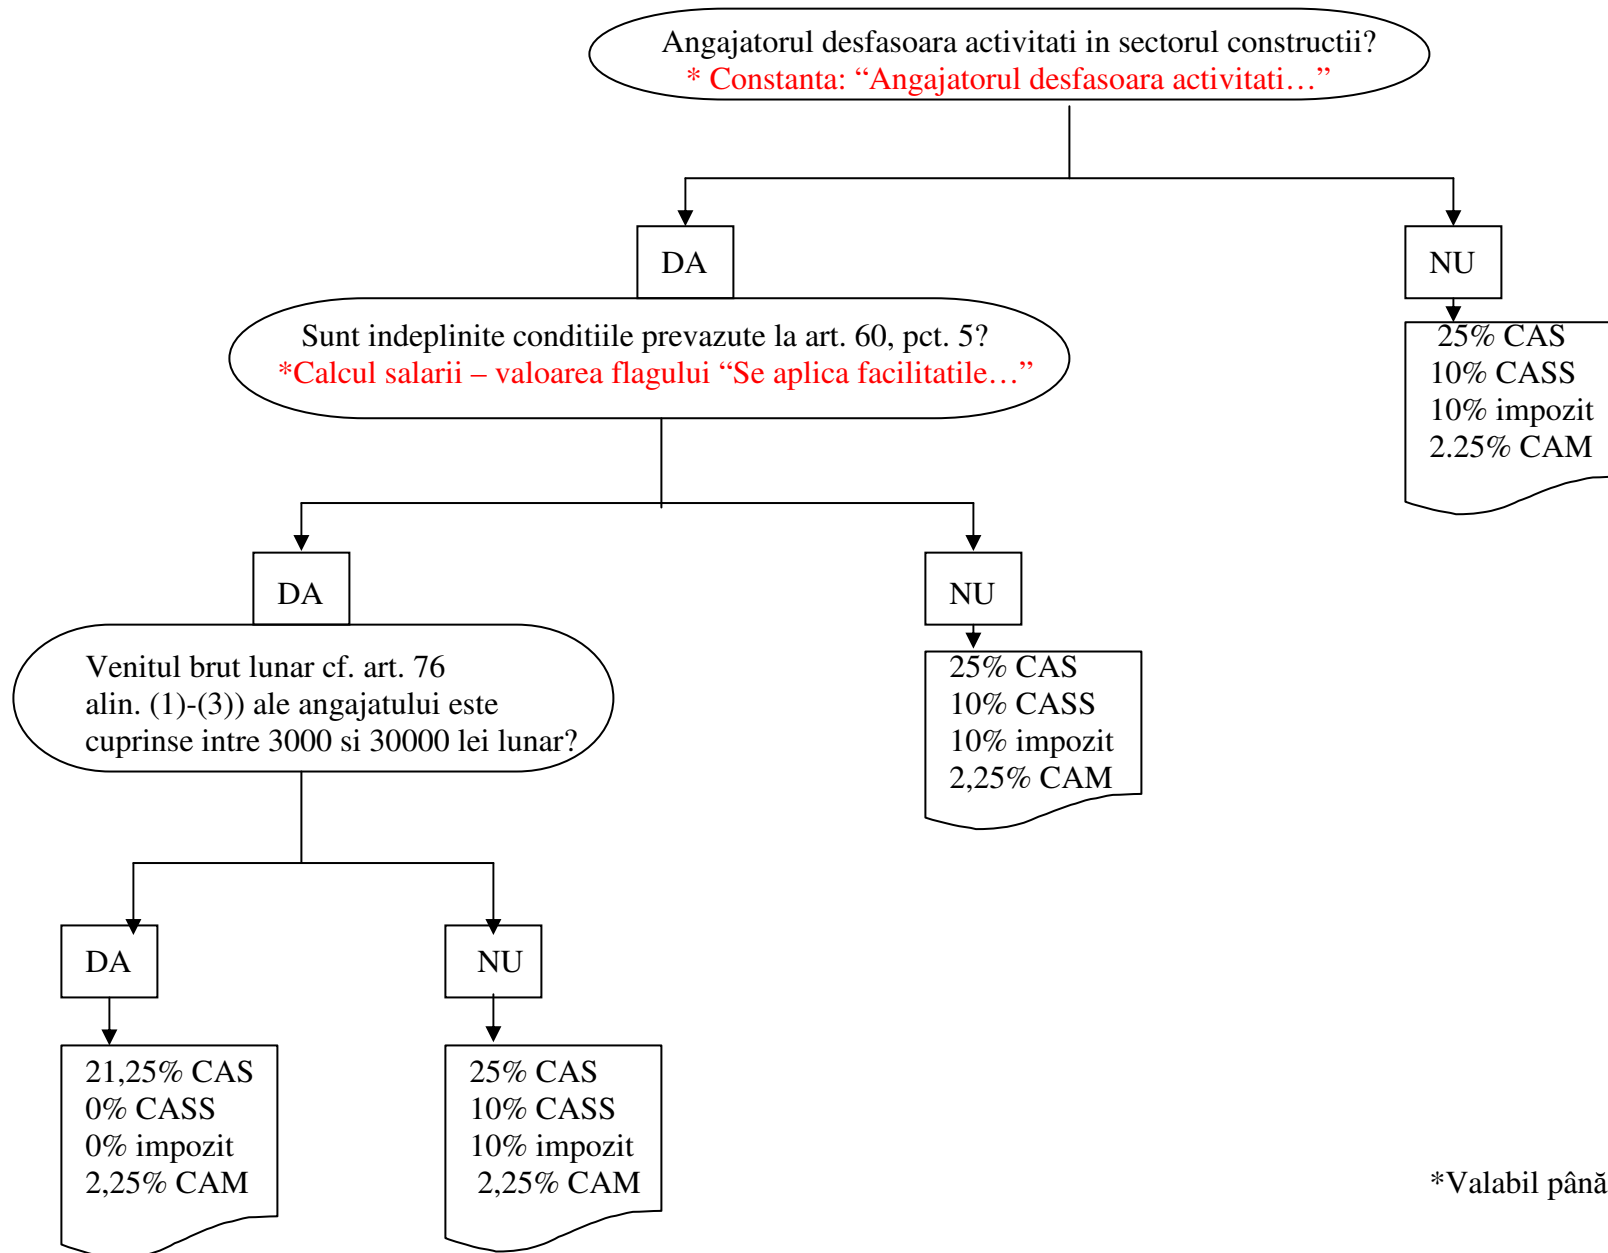 Angajatorul desfasoara activitati in sectorul constructii?
* Constanta: “Angajatorul desfasoara activitati…”
DA
NU
Sunt indeplinite conditiile prevazute la art. 60, pct. 5?
*Calcul salarii – valoarea flagului “Se aplica facilitatile…”
25% CAS
10% CASS
10% impozit
2.25% CAM
DA
NU
Venitul brut lunar cf. art. 76
alin. (1)-(3)) ale angajatului este
cuprinse intre 3000 si 30000 lei lunar?
25% CAS
10% CASS
10% impozit
2,25% CAM
DA
NU
21,25% CAS
0% CASS
0% impozit
2,25% CAM
25% CAS
10% CASS
10% impozit
2,25% CAM
*Valabil până